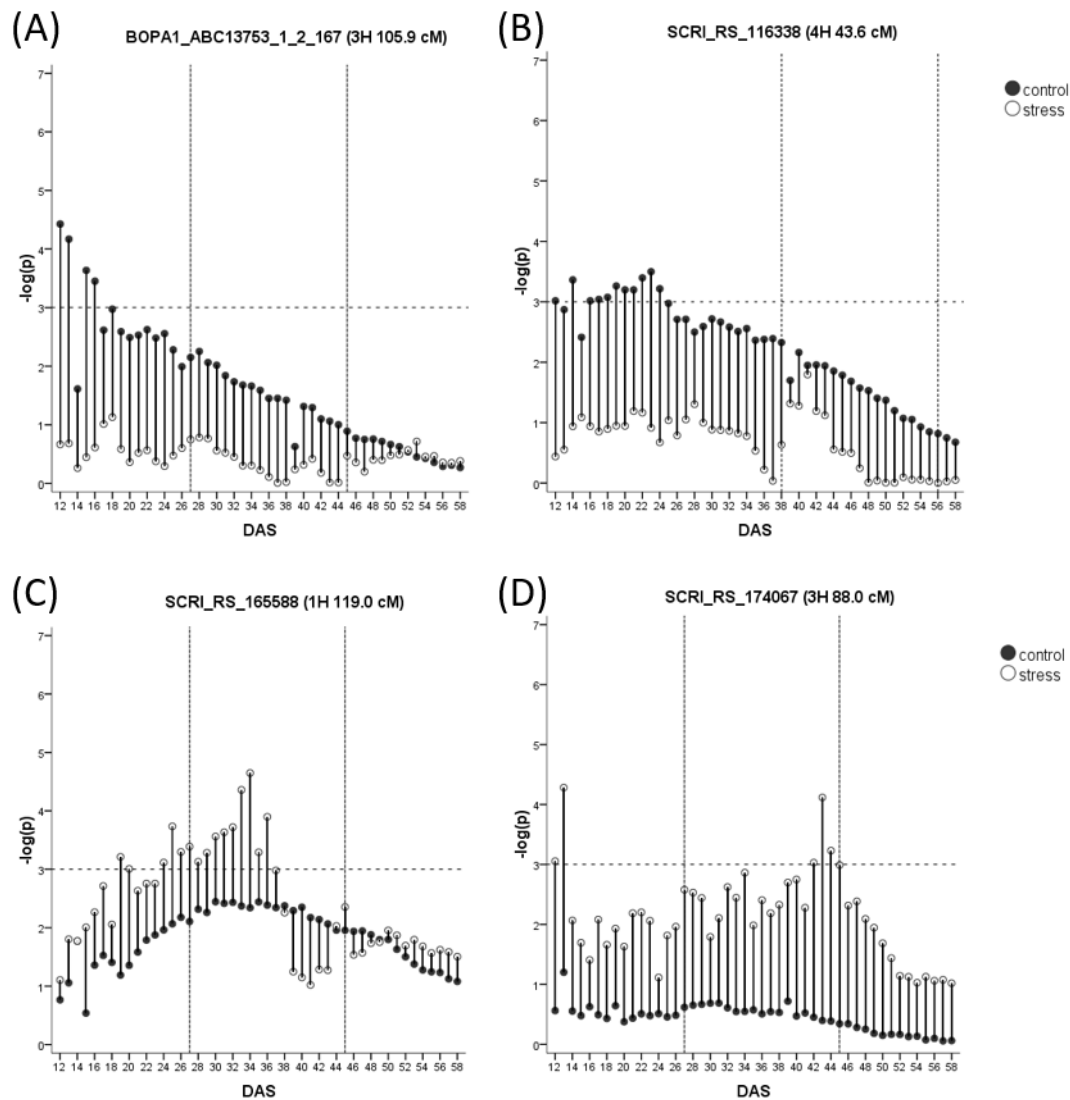 (A)
BOPA1_ABC13753_1_2_167 (3H 105.9 cM)
7
6
5
4
3
2
1
0
-log(p)
12 14 16 18 20 22 24 26 28 30 32 34 36 38 40 42 44 46 48 50 52 54 56 58
DAS
(B)
SCRI_RS_116338 (4H 43.6 cM)
7
6
5
4
3
2
1
0
-log(p)
12 14 16 18 20 22 24 26 28 30 32 34 36 38 40 42 44 46 48 50 52 54 56 58
DAS
control
stress
(C)
SCRI_RS_165588 (1H 119.0 cM)
7
6
5
4
3
2
1
0
-log(p)
12 14 16 18 20 22 24 26 28 30 32 34 36 38 40 42 44 46 48 50 52 54 56 58
DAS
(D)
SCRI_RS_174067 (3H 88.0 cM)
7
6
5
4
3
2
1
0
-log(p)
12 14 16 18 20 22 24 26 28 30 32 34 36 38 40 42 44 46 48 50 52 54 56 58
DAS
control
stress